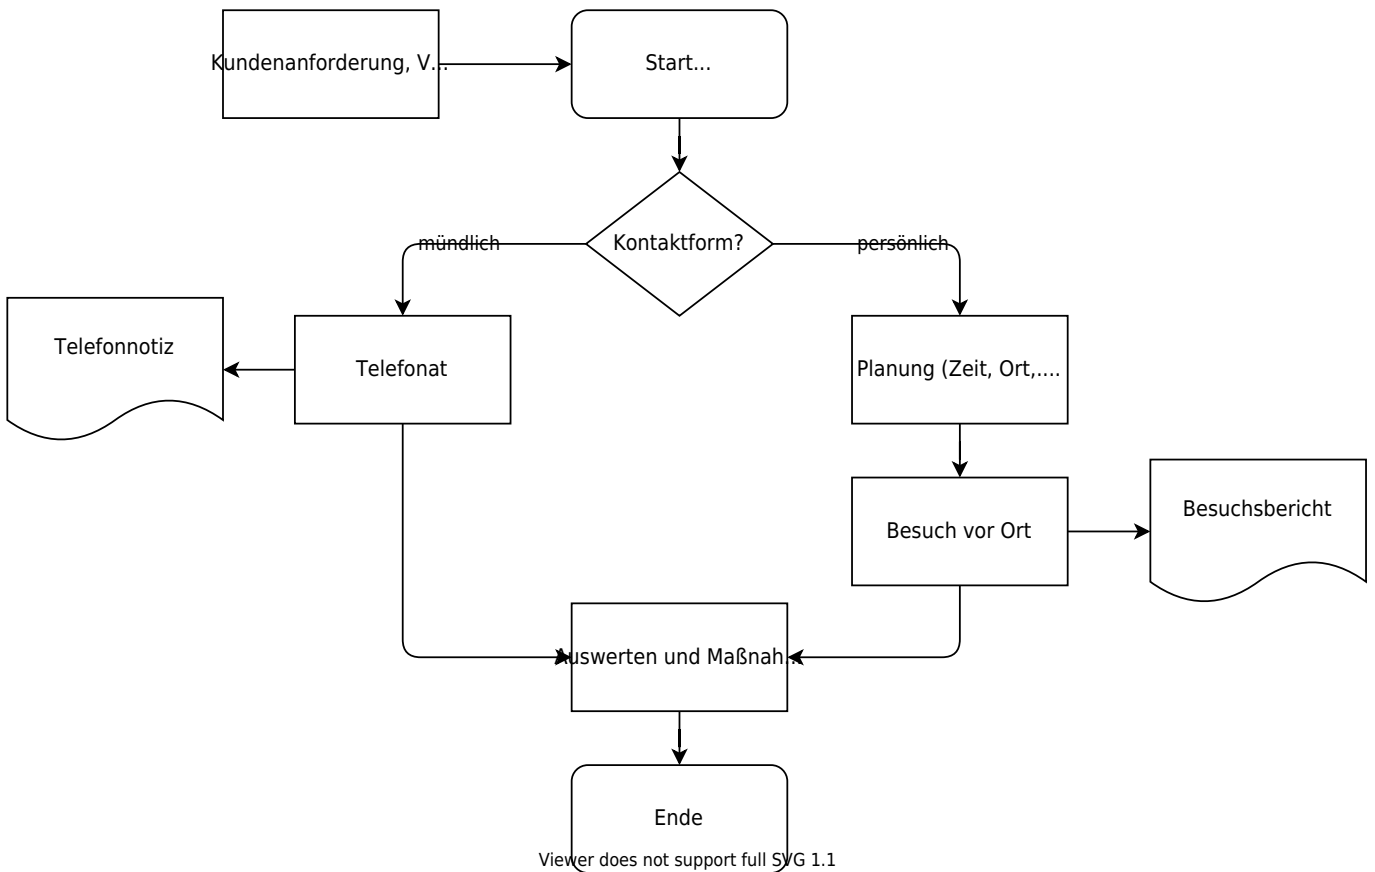 Kundenanforderung, V...
Start...
Kontaktform?
mündlich
persönlich
Telefonnotiz
Telefonat
Planung (Zeit, Ort,....
Besuch vor Ort
Besuchsbericht
Auswerten und Maßnah...
Ende
Viewer does not support full SVG 1.1